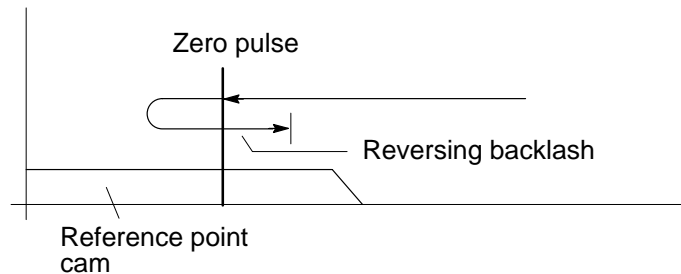 Zero pulse
Reversing backlash
Reference point
cam